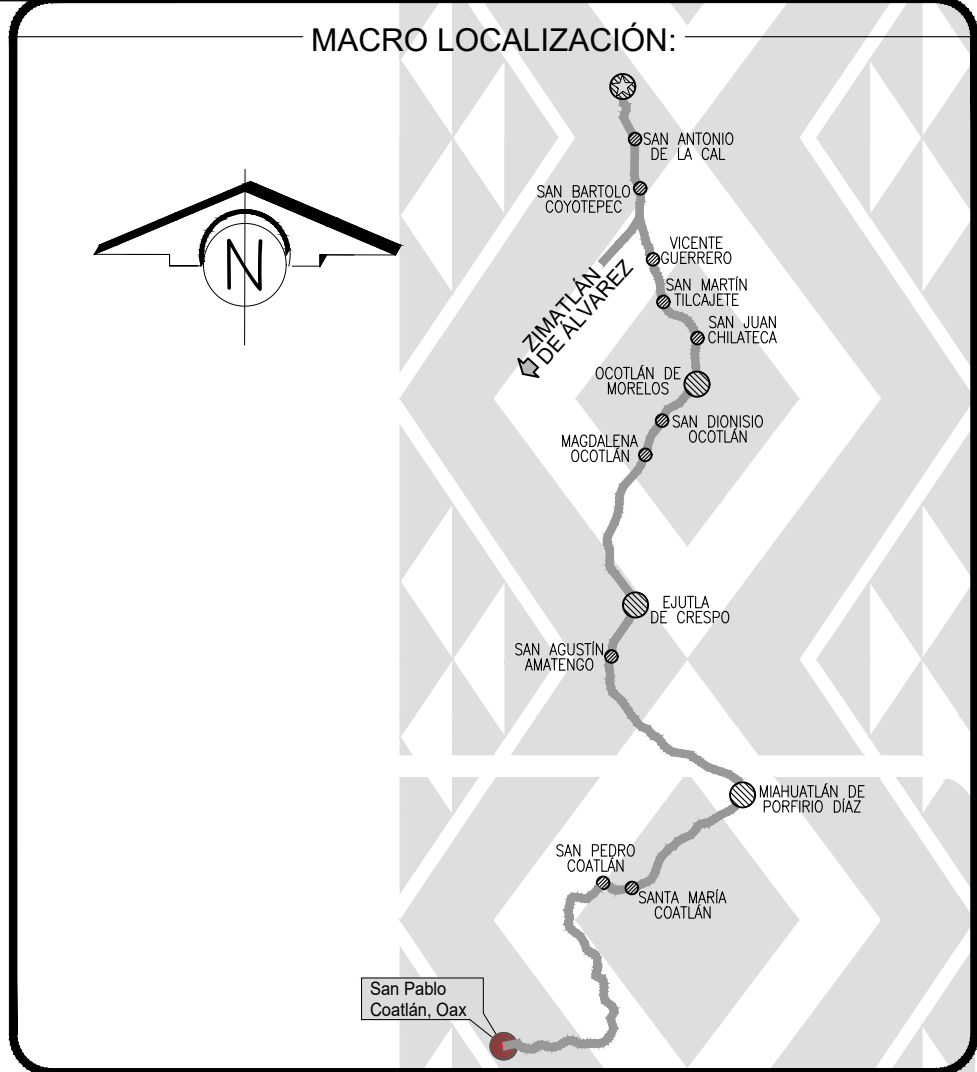 MACRO LOCALIZACIÓN:
SAN ANTONIO
DE LA CAL
SAN BARTOLO
COYOTEPEC
N
VICENTE
GUERRERO
ZIMATLÁN
DE ÁLVAREZ
SAN MARTÍN
TILCAJETE
SAN JUAN
CHILATECA
OCOTLÁN DE
MORELOS
SAN DIONISIO
OCOTLÁN
MAGDALENA
OCOTLÁN
EJUTLA
DE CRESPO
SAN AGUSTÍN
AMATENGO
MIAHUATLÁN DE
PORFIRIO DÍAZ
SAN PEDRO
COATLÁN
SANTA MARÍA
COATLÁN
San Pablo
Coatlán, Oax